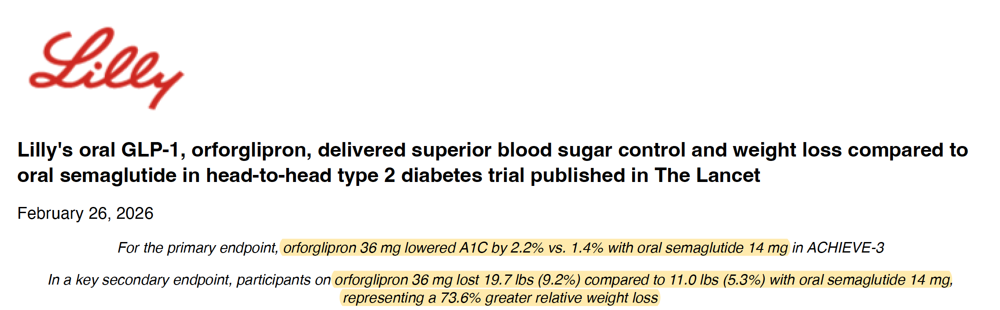 Lilly
Lilly's oral GLP-1, orforglipron, delivered superior blood sugar control and weight loss compared to
oral semaglutide in head-to-head type 2 diabetes trial published in The Lancet
February 26, 2026
For the primary endpoint, orforglipron 36 mg lowered A1C by 2.2% vs. 1.4% with oral semaglutide 14 mg in ACHIEVE-3
In a key secondary endpoint, participants on orforglipron 36 mg lost 19.7 lbs (9.2%) compared to 11.0 lbs (5.3%) with oral semaglutide 14 mg,
representing a 73.6% greater relative weight loss